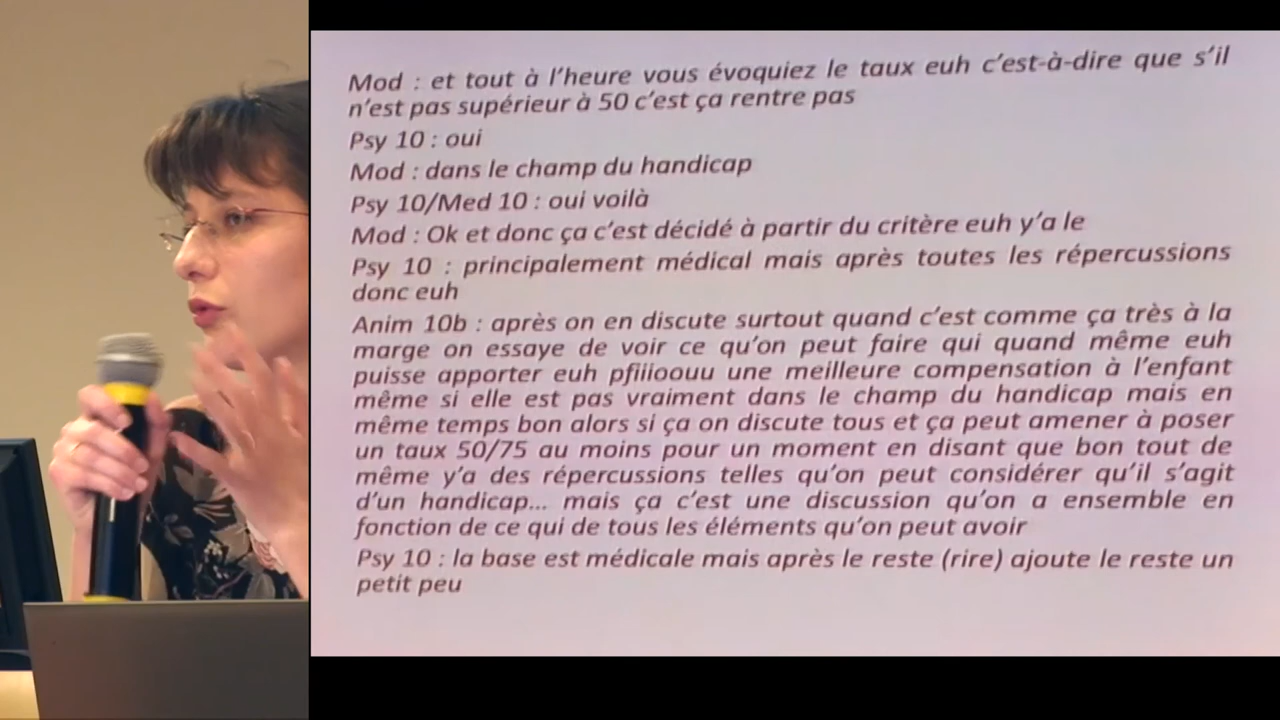 Mod : et tout à l'heure vous évoquiez le taux euh c'est-à-dire que s'il
n'est pas supérieur à 50 c'est ça rentre pas
Psy 10 : oui
Mod : dans le champ du handicap
Psy 10/Med 10 : oui voilà
Mod : Ok et donc ça c'est décidé à partir du critère euh y'a le
Psy 10 : principalement médical mais après toutes les répercussions
donc euh
Anim 10b : après on en discute surtout quand c'est comme ça très à la
marge on essaye de voir ce qu'on peut faire qui quand même euh
puisse apporter euh pfiiioouu une meilleure compensation à l'enfant
même si elle est pas vraiment dans le champ du handicap mais en
même temps bon alors si ça on discute tous et ça peut amener à poser
un taux 50/75 au moins pour un moment en disant que bon tout de
même y'a des répercussions telles qu'on peut considérer qu'il s'agit
d'un handicap... mais ça c'est une discussion qu'on a ensemble en
fonction de ce qui de tous les éléments qu'on peut avoir
Psy 10 : la base est médicale mais après le reste (rire) ajoute le reste un
petit peu